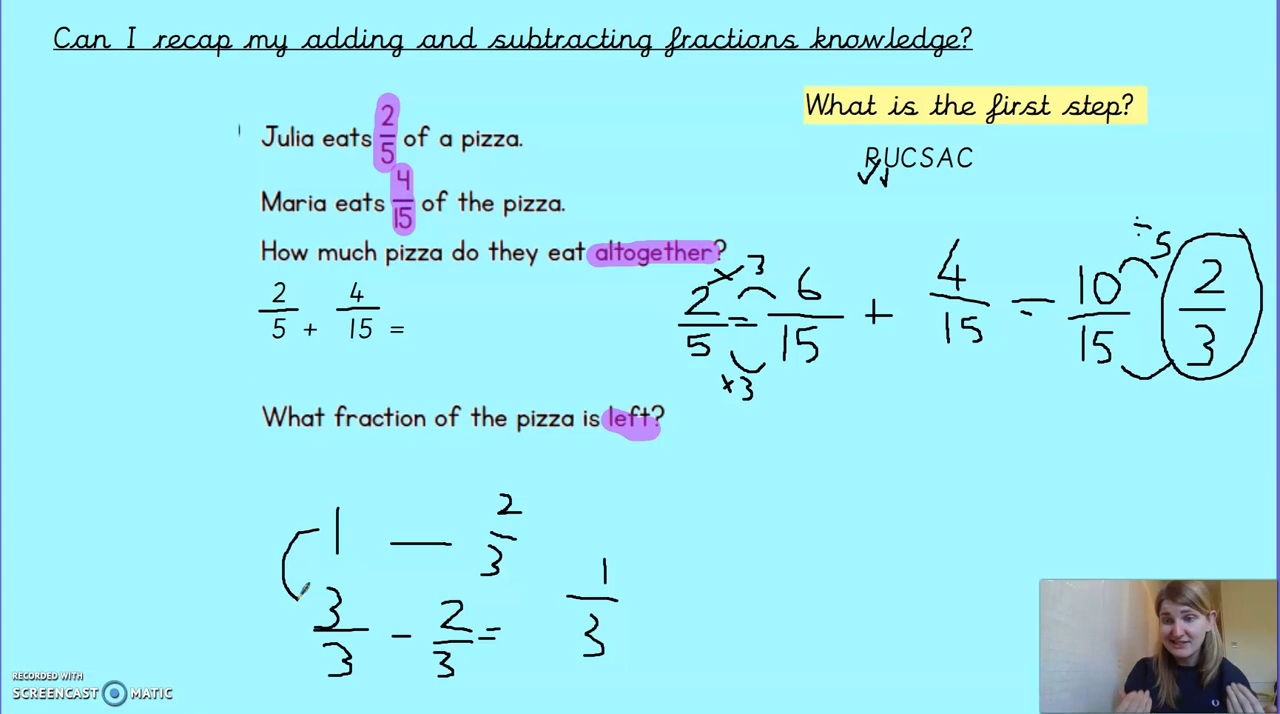 Can I recap my adding and subtracting fractions knowledge?
What is the first step?
RUCSAC
Julia eats 2/5 of a pizza.
Maria eats 4/15 of the pizza.
How much pizza do they eat altogether?
2/5 + 4/15 =
×3
÷5
2/5 = 6/15 + 4/15 = 10/15 2/3
×3
What fraction of the pizza is left?
1 − 2/3
3/3 - 2/3 = 1/3
RECORDED WITH
SCREENCAST MATIC